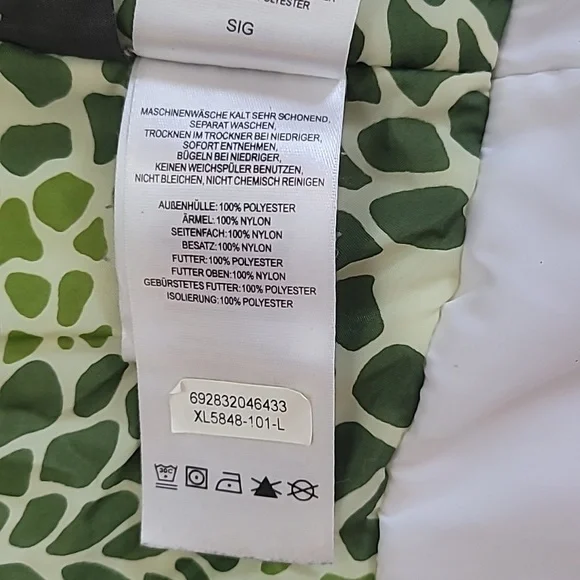 POLYESTER
SIG
MASCHINENWÄSCHE KALT SEHR SCHONEND,
SEPARAT WASCHEN,
TROCKNEN IM TROCKNER BEI NIEDRIGER,
SOFORT ENTNEHMEN,
BÜGELN BEI NIEDRIGER,
KEINEN WEICHSPÜLER BENUTZEN,
NICHT BLEICHEN, NICHT CHEMISCH REINIGEN
AUßENHÜLLE:100% POLYESTER
ÄRMEL:100% NYLON
SEITENFACH:100% NYLON
BESATZ:100% NYLON
FUTTER:100% POLYESTER
FUTTER OBEN:100% NYLON
GEBÜRSTETES FUTTER:100% POLYESTER
ISOLIERUNG:100% POLYESTER
692832046433
XL5848-101-L
30C